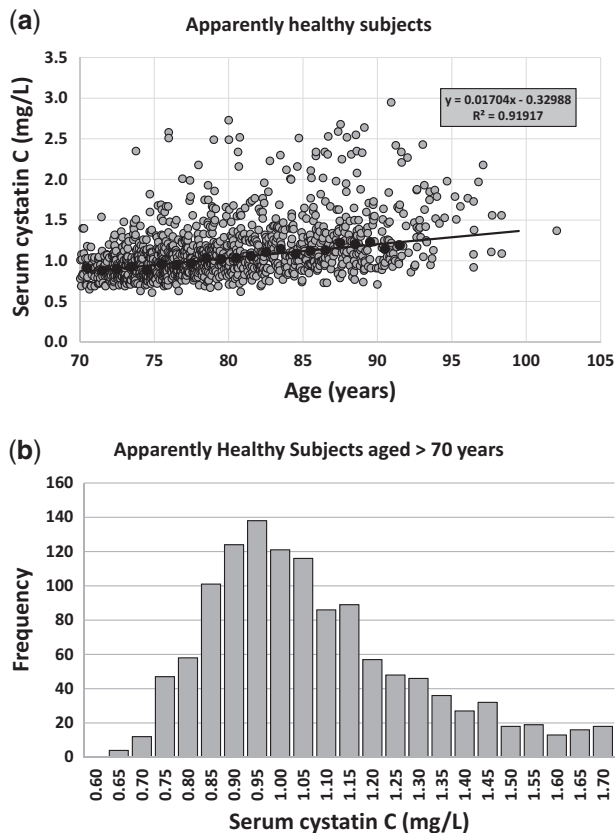 (a)
Apparently healthy subjects
Serum cystatin C (mg/L)
3.5
3.0
2.5
2.0
1.5
1.0
0.5
0.0
y = 0.01704x - 0.32988
R² = 0.91917
70 75 80 85 90 95 100 105
Age (years)
(b)
Apparently Healthy Subjects aged > 70 years
Frequency
160
140
120
100
80
60
40
20
0
0.60 0.65 0.70 0.75 0.80 0.85 0.90 0.95 1.00 1.05 1.10 1.15 1.20 1.25 1.30 1.35 1.40 1.45 1.50 1.55 1.60 1.65 1.70
Serum cystatin C (mg/L)